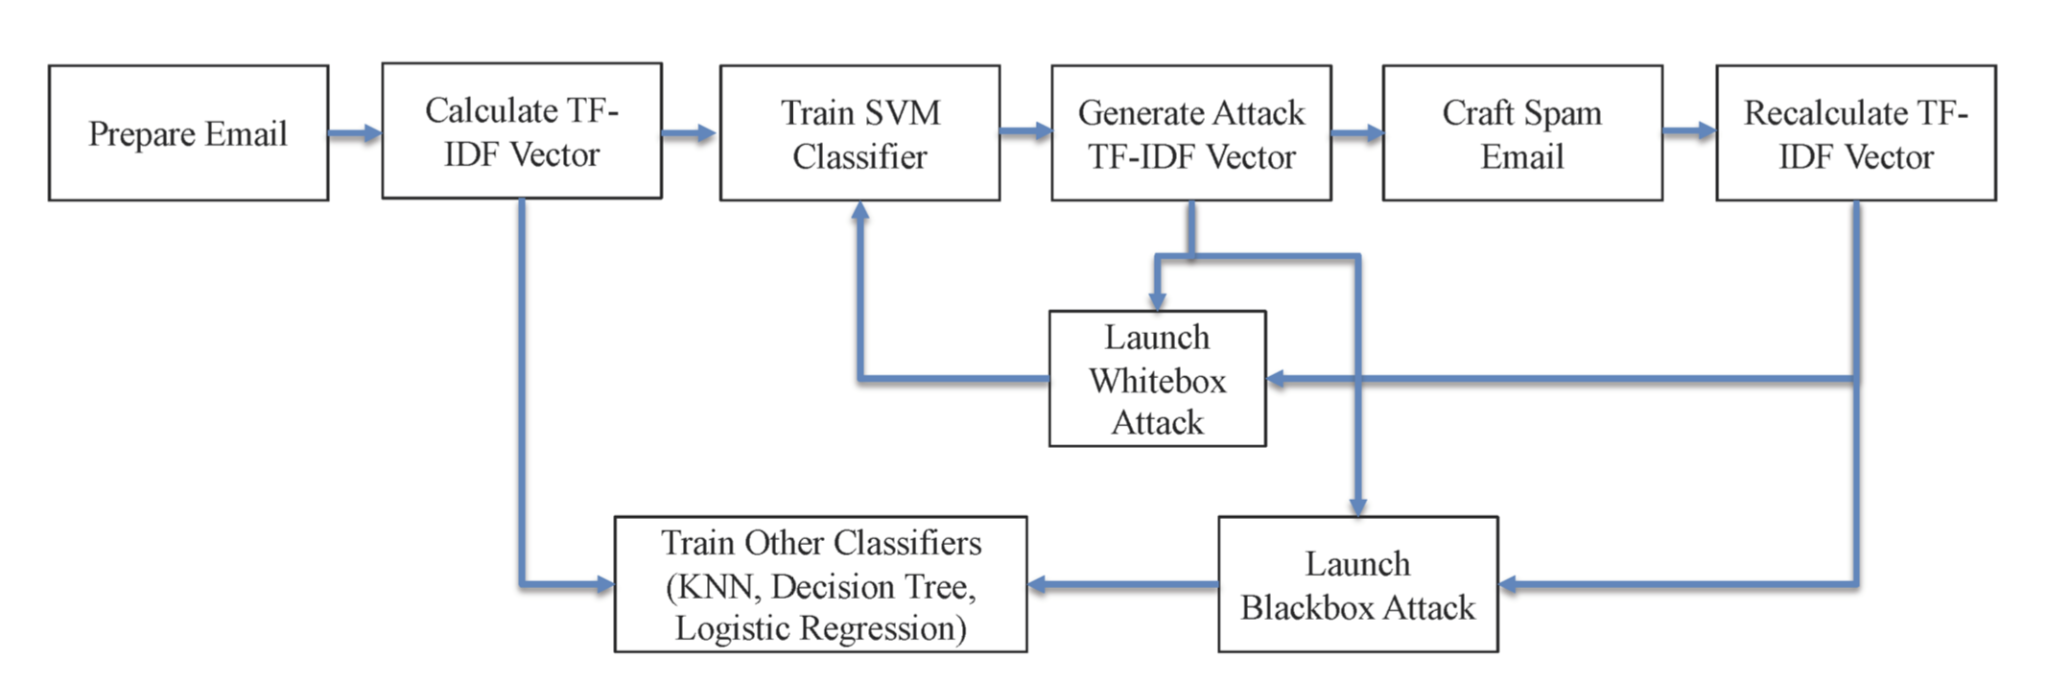 Prepare Email
Calculate TF-
IDF Vector
Train SVM
Classifier
Generate Attack
TF-IDF Vector
Craft Spam
Email
Recalculate TF-
IDF Vector
Launch
Whitebox
Attack
Train Other Classifiers
(KNN, Decision Tree,
Logistic Regression)
Launch
Blackbox Attack